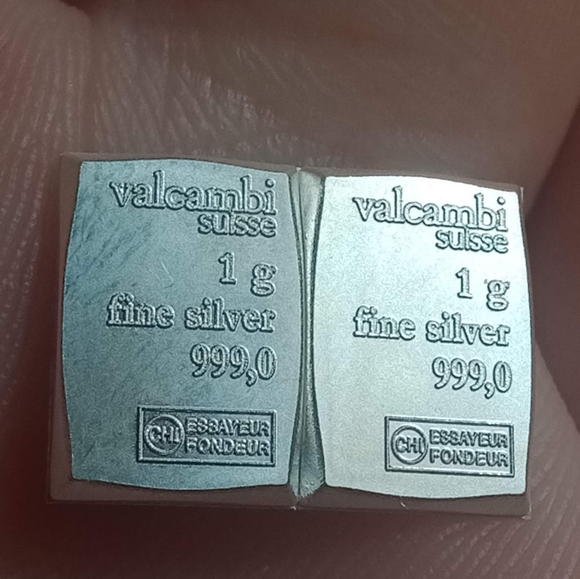 valcambi
suisse
1 g
fine silver
999,0
CHI ESSAYEUR
FONDEUR
valcambi
suisse
1 g
fine silver
999,0
CHI ESSAYEUR
FONDEUR